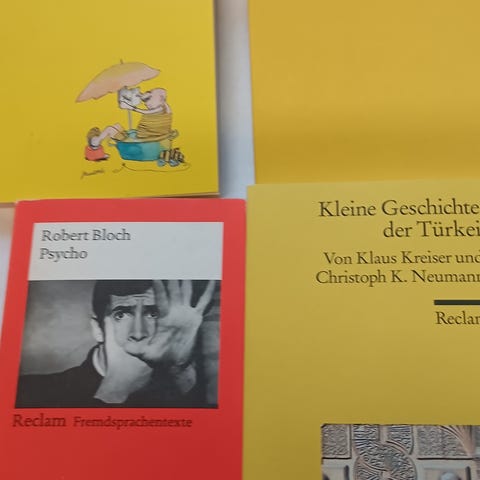 Robert Bloch
Psycho
Reclam Fremdsprachentexte
Kleine Geschichte
der Türkei
Von Klaus Kreiser und
Christoph K. Neumann
Reclam